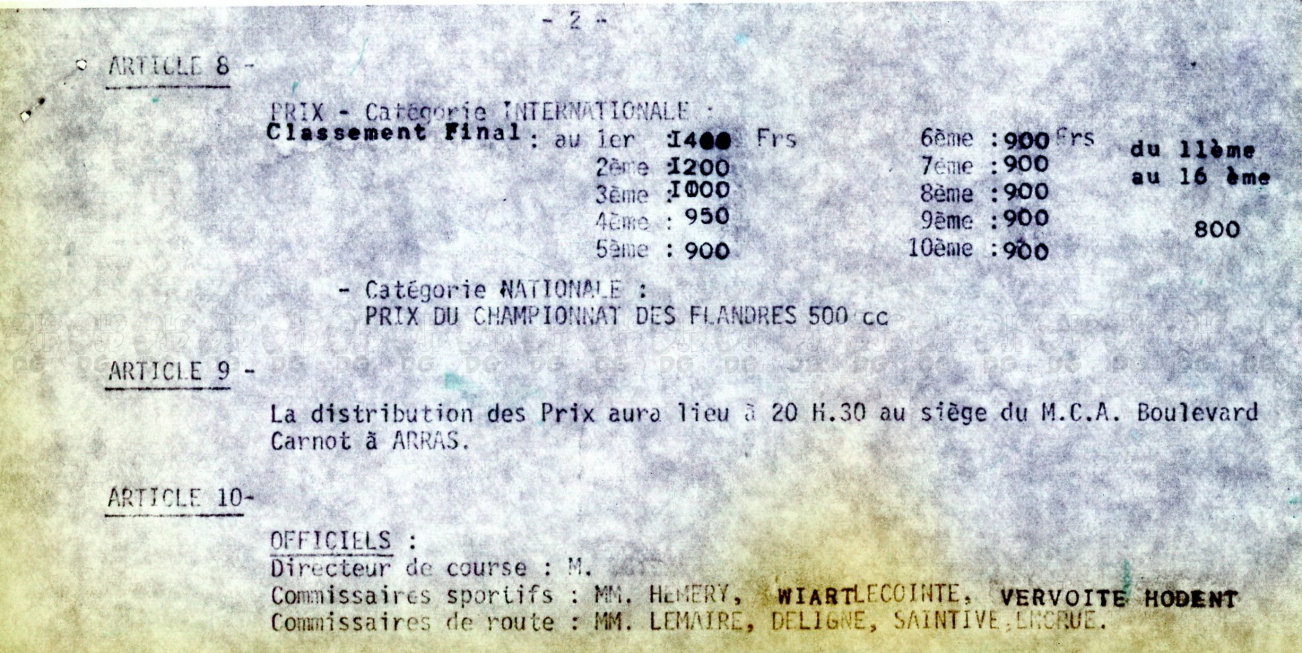 - 2 -
ARTICLE 8 -
PRIX - Catégorie INTERNATIONALE :
Classement Final : au 1er : 1400 Frs 6ème : 900 Frs du 11ème
2ème : 1200 7ème : 900 au 16 ème
3ème : 1000 8ème : 900
4ème : 950 9ème : 900 800
5ème : 900 10ème : 900
- Catégorie NATIONALE :
PRIX DU CHAMPIONNAT DES FLANDRES 500 cc
ARTICLE 9 -
La distribution des Prix aura lieu à 20 H.30 au siège du M.C.A. Boulevard
Carnot à ARRAS.
ARTICLE 10-
OFFICIELS :
Directeur de course : M.
Commissaires sportifs : MM. HEMERY, WIART LECOINTE, VERVOITE HODENT
Commissaires de route : MM. LEMAIRE, DELIGNE, SAINTIVE,